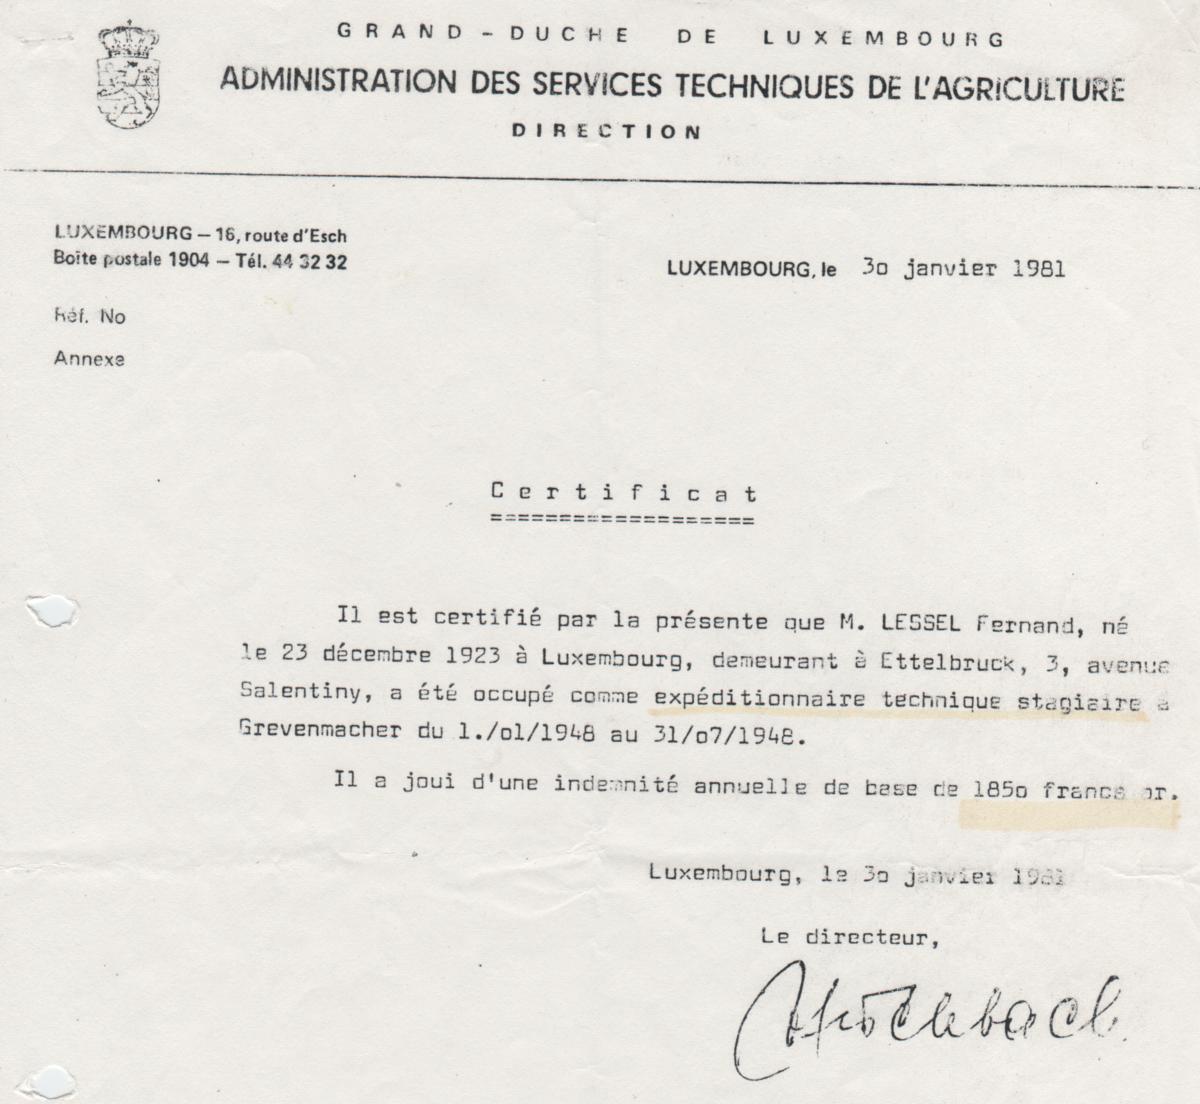 GRAND-DUCHE DE LUXEMBOURG
ADMINISTRATION DES SERVICES TECHNIQUES DE L'AGRICULTURE
DIRECTION
LUXEMBOURG — 16, route d'Esch
Boîte postale 1904 — Tél. 44 32 32
LUXEMBOURG, le 3o janvier 1981
Réf. No
Annexe
Certificat
===================
Il est certifié par la présente que M. LESSEL Fernand, né
le 23 décembre 1923 à Luxembourg, demeurant à Ettelbruck, 3, avenue
Salentiny, a été occupé comme expéditionnaire technique stagiaire à
Grevenmacher du 1./o1/1948 au 31/o7/1948.
Il a joui d'une indemnité annuelle de base de 185o francs or.
Luxembourg, le 3o janvier 1981
Le directeur,